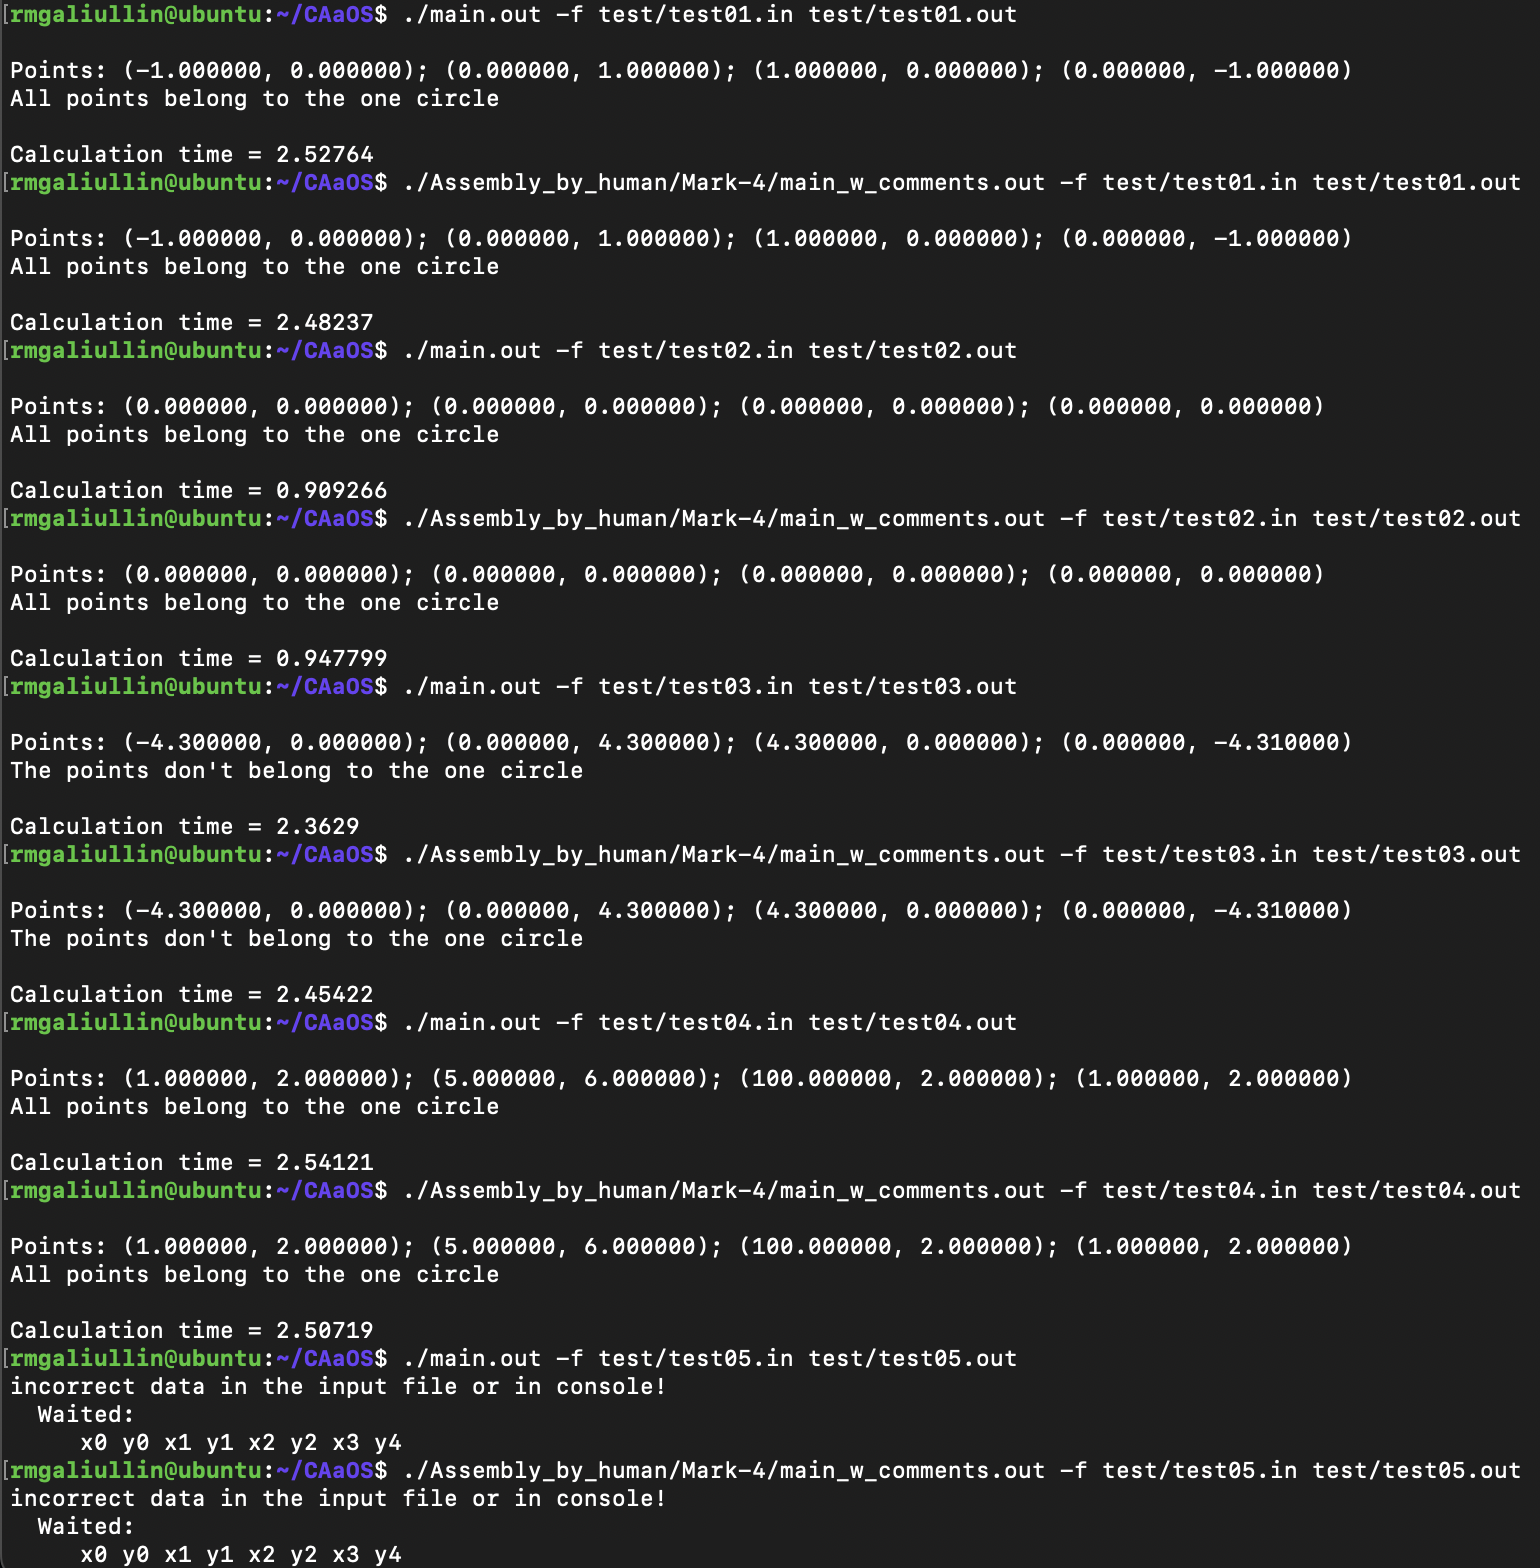 [rmgaliullin@ubuntu:~/CAaOS$ ./main.out -f test/test01.in test/test01.out
Points: (-1.000000, 0.000000); (0.000000, 1.000000); (1.000000, 0.000000); (0.000000, -1.000000)
All points belong to the one circle
Calculation time = 2.52764
[rmgaliullin@ubuntu:~/CAaOS$ ./Assembly_by_human/Mark-4/main_w_comments.out -f test/test01.in test/test01.out
Points: (-1.000000, 0.000000); (0.000000, 1.000000); (1.000000, 0.000000); (0.000000, -1.000000)
All points belong to the one circle
Calculation time = 2.48237
[rmgaliullin@ubuntu:~/CAaOS$ ./main.out -f test/test02.in test/test02.out
Points: (0.000000, 0.000000); (0.000000, 0.000000); (0.000000, 0.000000); (0.000000, 0.000000)
All points belong to the one circle
Calculation time = 0.909266
[rmgaliullin@ubuntu:~/CAaOS$ ./Assembly_by_human/Mark-4/main_w_comments.out -f test/test02.in test/test02.out
Points: (0.000000, 0.000000); (0.000000, 0.000000); (0.000000, 0.000000); (0.000000, 0.000000)
All points belong to the one circle
Calculation time = 0.947799
[rmgaliullin@ubuntu:~/CAaOS$ ./main.out -f test/test03.in test/test03.out
Points: (-4.300000, 0.000000); (0.000000, 4.300000); (4.300000, 0.000000); (0.000000, -4.310000)
The points don't belong to the one circle
Calculation time = 2.3629
[rmgaliullin@ubuntu:~/CAaOS$ ./Assembly_by_human/Mark-4/main_w_comments.out -f test/test03.in test/test03.out
Points: (-4.300000, 0.000000); (0.000000, 4.300000); (4.300000, 0.000000); (0.000000, -4.310000)
The points don't belong to the one circle
Calculation time = 2.45422
[rmgaliullin@ubuntu:~/CAaOS$ ./main.out -f test/test04.in test/test04.out
Points: (1.000000, 2.000000); (5.000000, 6.000000); (100.000000, 2.000000); (1.000000, 2.000000)
All points belong to the one circle
Calculation time = 2.54121
[rmgaliullin@ubuntu:~/CAaOS$ ./Assembly_by_human/Mark-4/main_w_comments.out -f test/test04.in test/test04.out
Points: (1.000000, 2.000000); (5.000000, 6.000000); (100.000000, 2.000000); (1.000000, 2.000000)
All points belong to the one circle
Calculation time = 2.50719
[rmgaliullin@ubuntu:~/CAaOS$ ./main.out -f test/test05.in test/test05.out
incorrect data in the input file or in console!
Waited:
x0 y0 x1 y1 x2 y2 x3 y4
[rmgaliullin@ubuntu:~/CAaOS$ ./Assembly_by_human/Mark-4/main_w_comments.out -f test/test05.in test/test05.out
incorrect data in the input file or in console!
Waited:
x0 y0 x1 y1 x2 y2 x3 y4